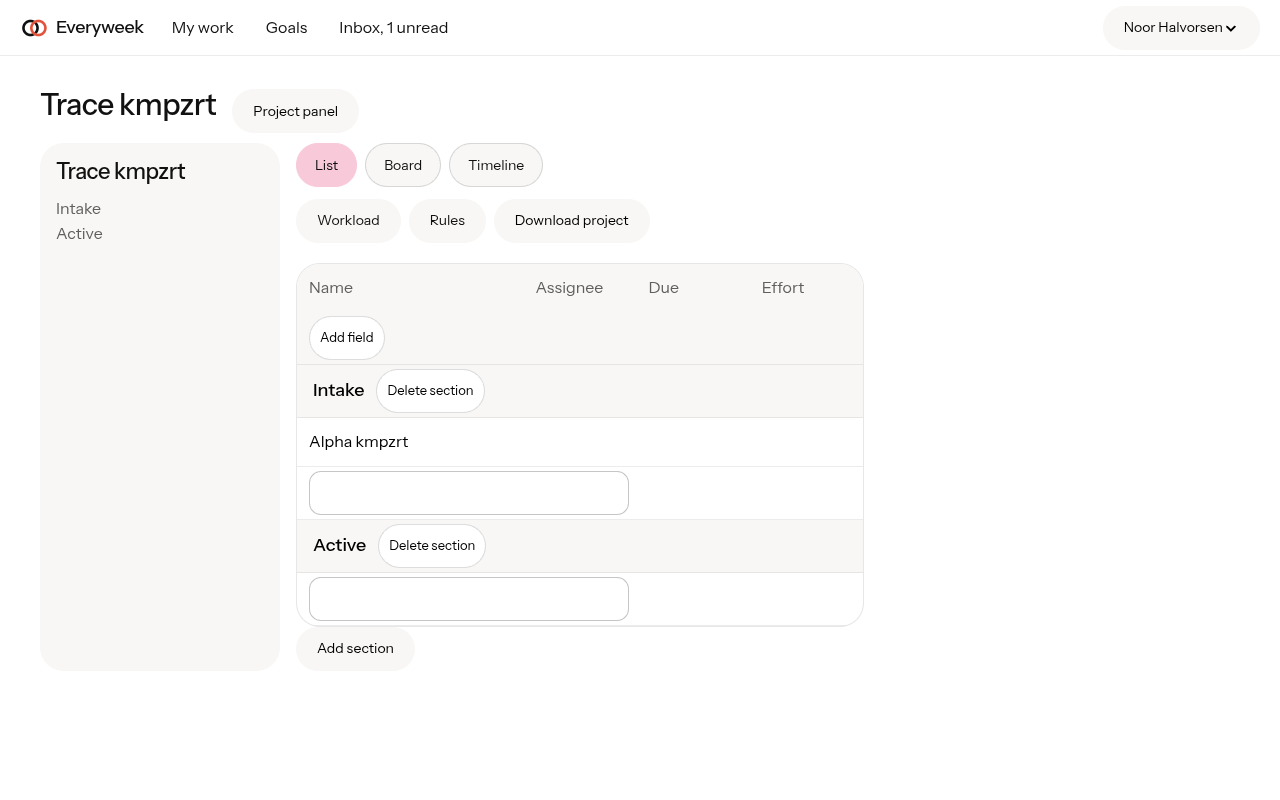 Everyweek My work Goals Inbox, 1 unread Noor Halvorsen
Trace kmpzrt Project panel
Trace kmpzrt
Intake
Active
List Board Timeline
Workload Rules Download project
Name Assignee Due Effort
Add field
Intake Delete section
Alpha kmpzrt
Active Delete section
Add section